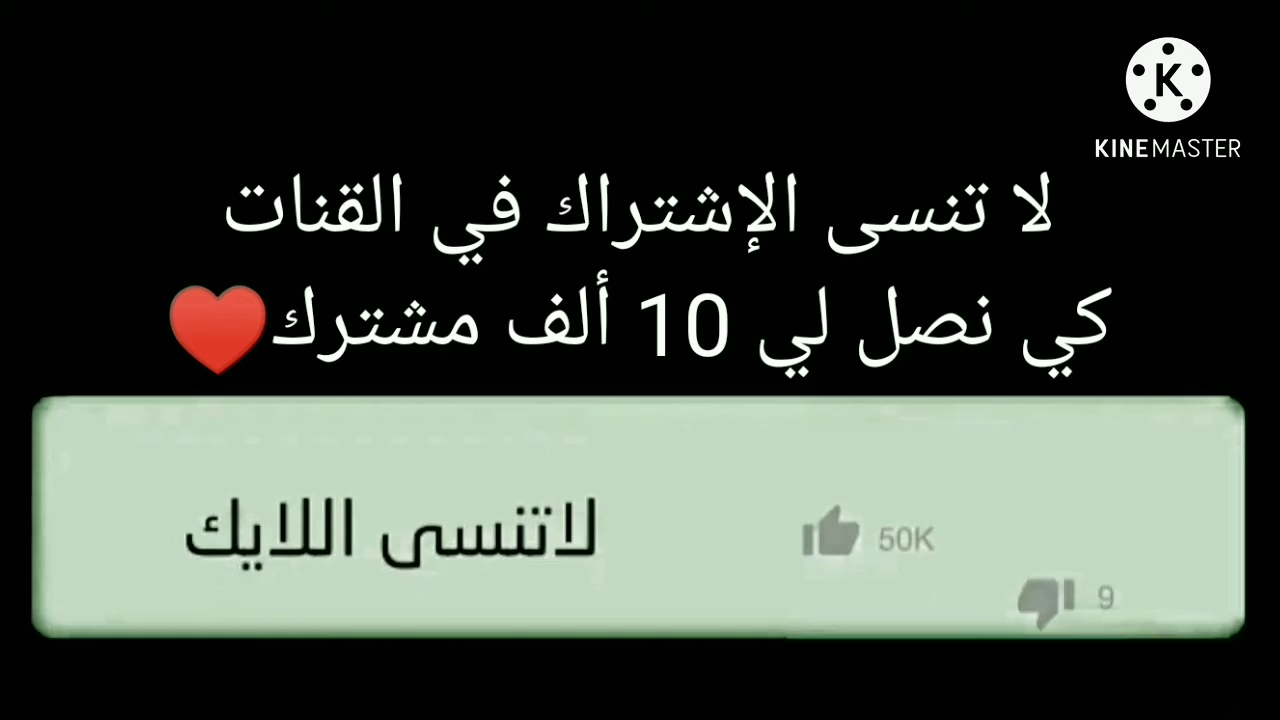 KINEMASTER
لا تنسى الإشتراك في القنات
كي نصل لي 10 ألف مشترك❤️
لاتنسى اللايك
50K
9